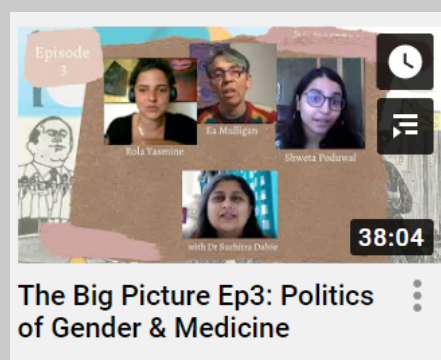 Episode
3
Rola Yasmine
Ea Mulligan
Shweta Poduwal
with Dr Suchitra Dalvie
38:04
The Big Picture Ep3: Politics
of Gender & Medicine